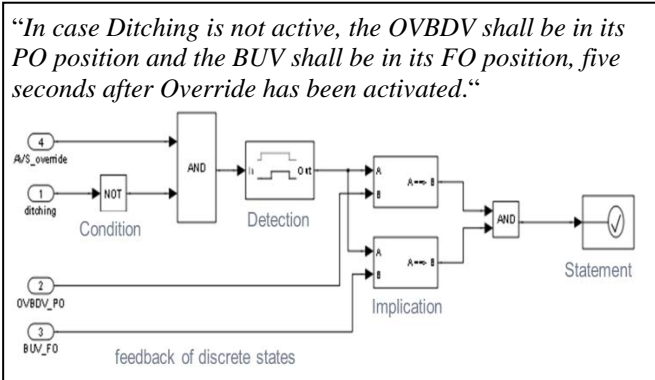 “In case Ditching is not active, the OVBDV shall be in its
PO position and the BUV shall be in its FO position, five
seconds after Override has been activated.“
4
AVS_override
AND
In
Out
A
B
A==> B
1
ditching
NOT
Condition
Detection
AND
Statement
2
OVBDV_PO
A
B
A==> B
Implication
3
BUV_FO
feedback of discrete states